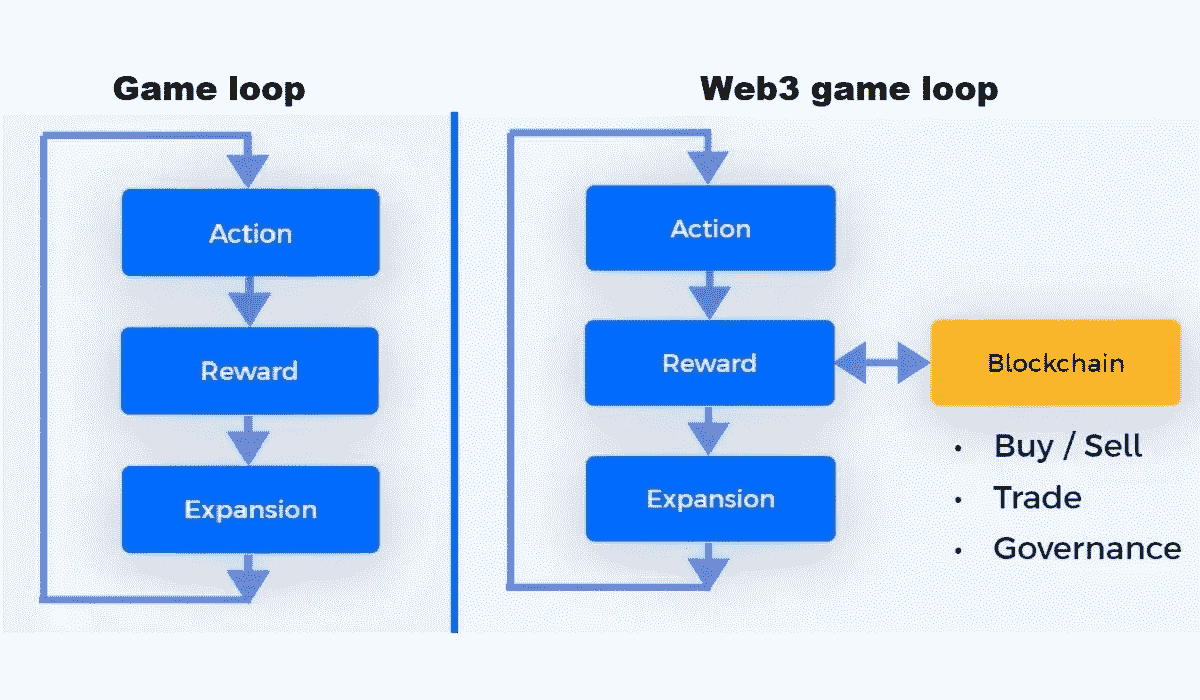 Game loop
Action
Reward
Expansion
Web3 game loop
Action
Reward
Expansion
Blockchain
• Buy / Sell
• Trade
• Governance